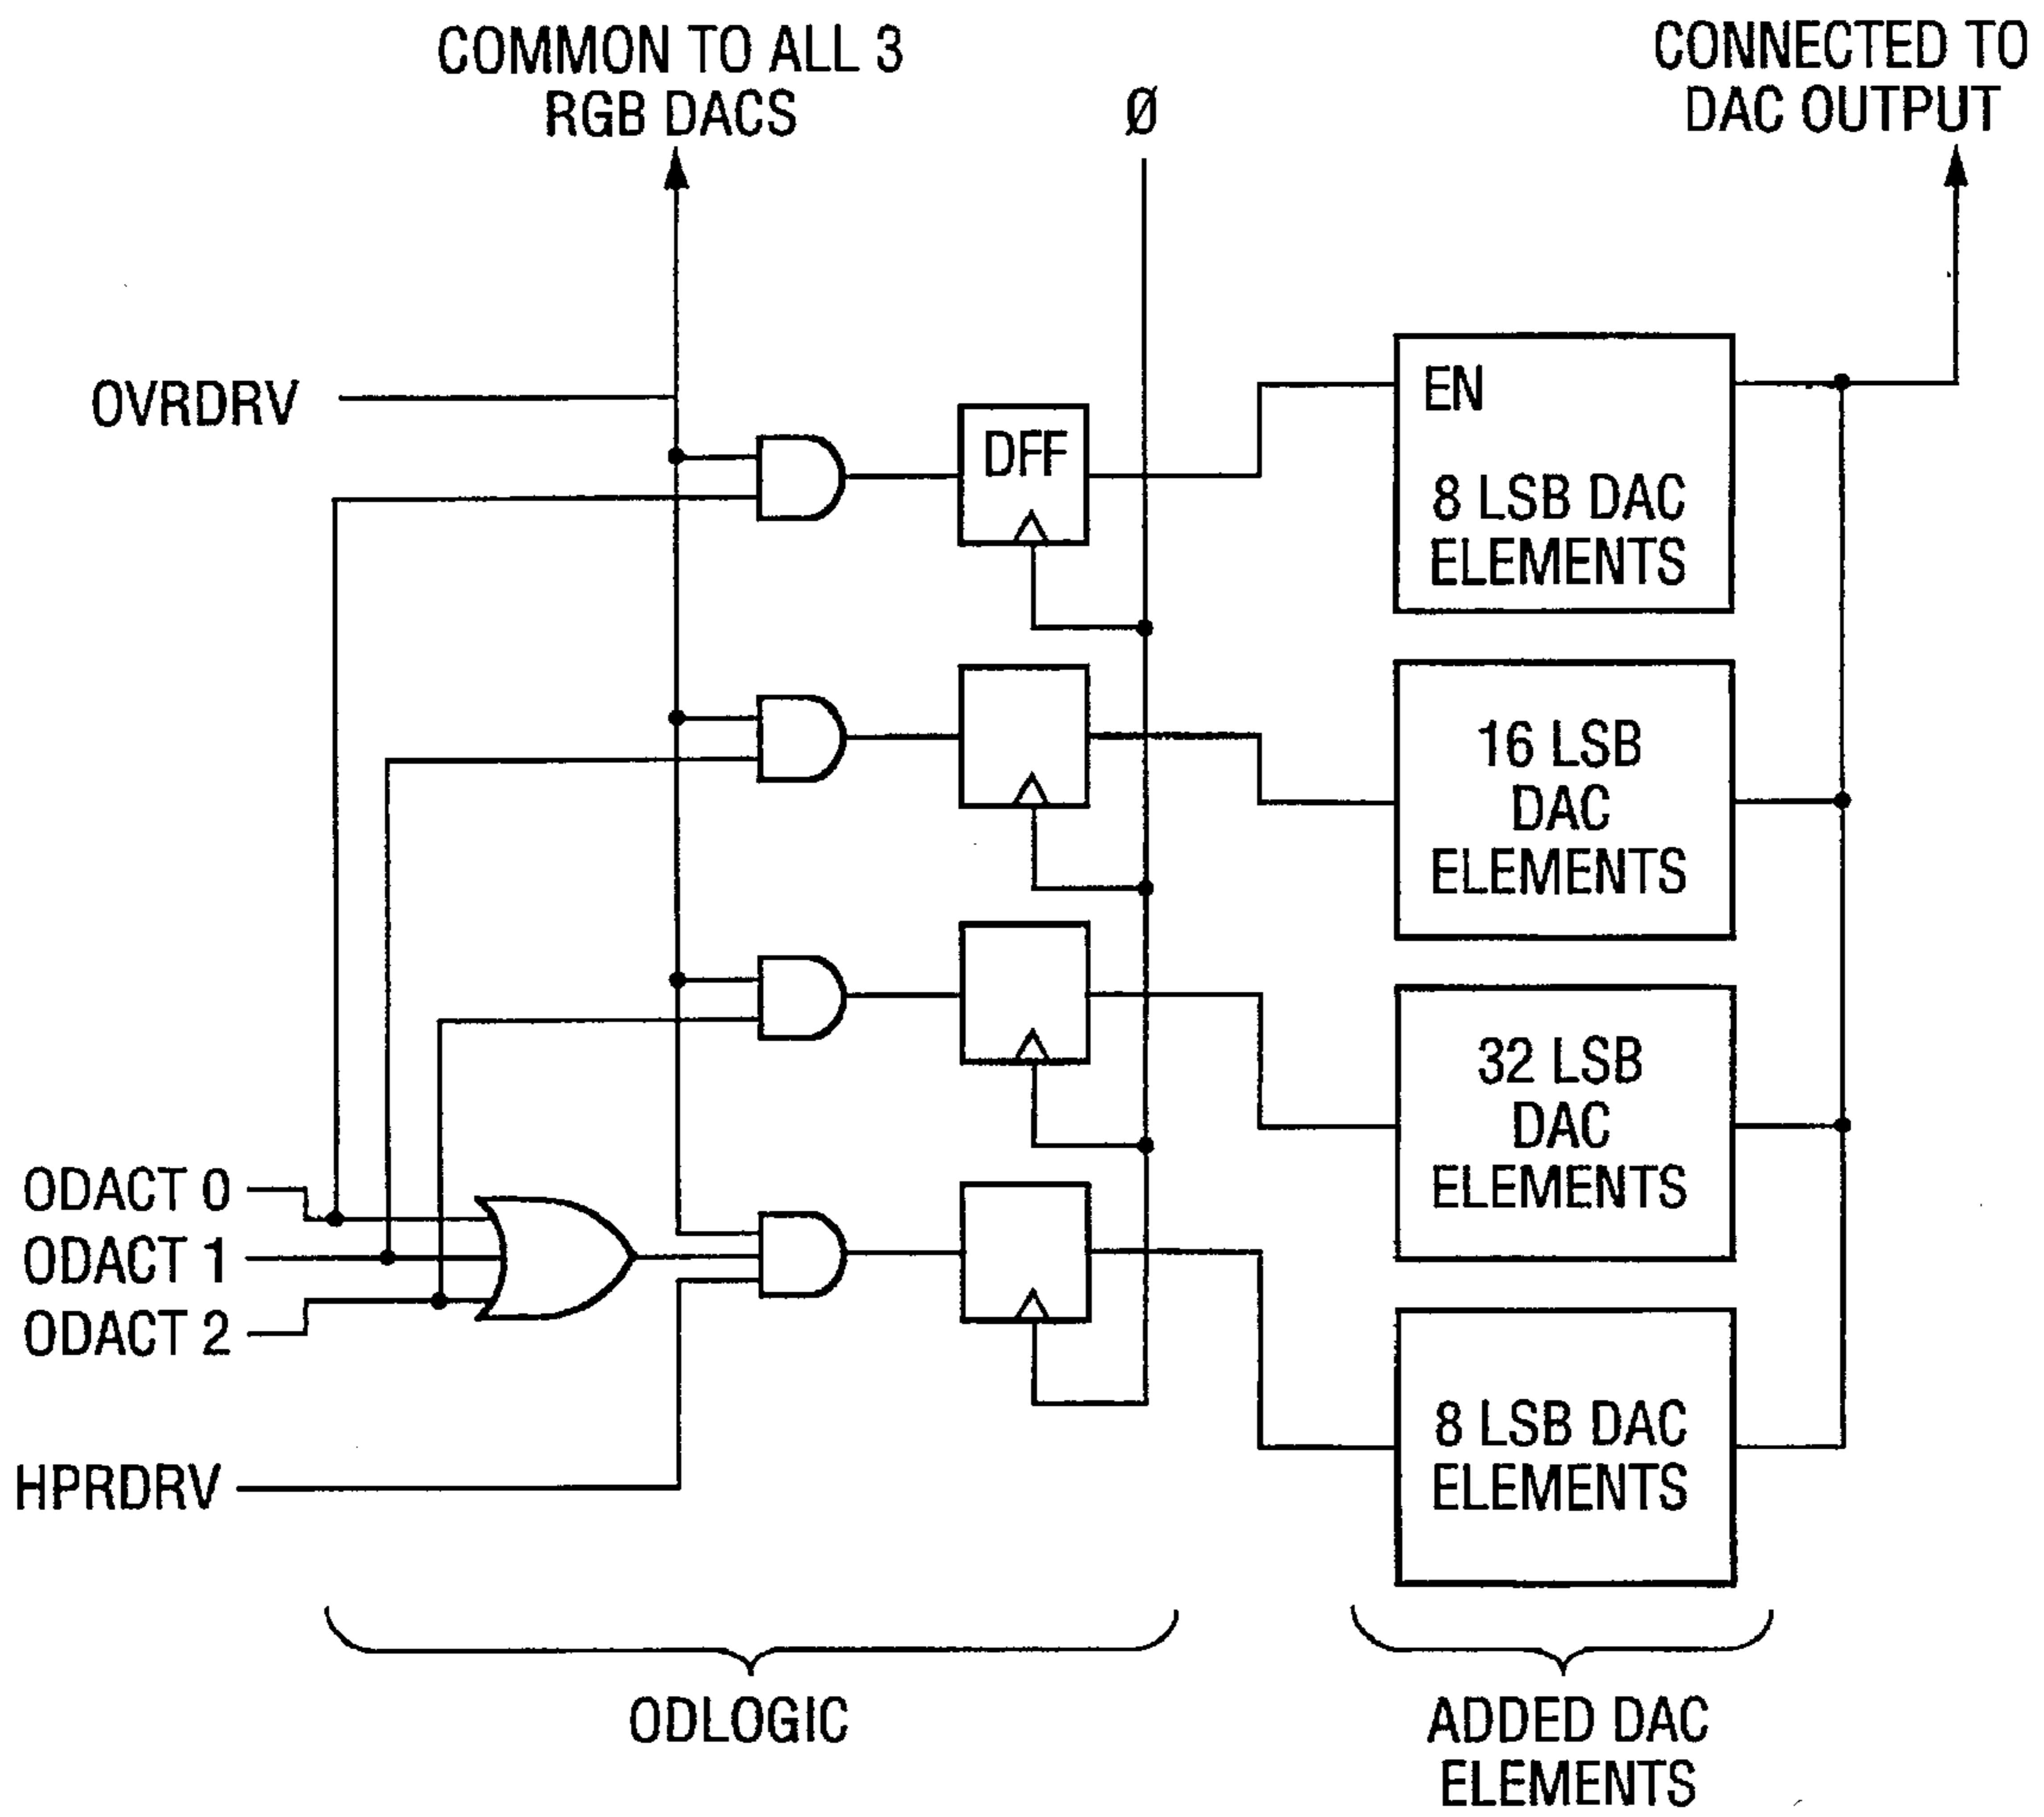 COMMON TO ALL 3
RGB DACS
Ø
CONNECTED TO
DAC OUTPUT
OVRDRV
DFF
EN
8 LSB DAC
ELEMENTS
16 LSB
DAC
ELEMENTS
32 LSB
DAC
ELEMENTS
ODACT 0
ODACT 1
ODACT 2
8 LSB DAC
ELEMENTS
HPRDRV
ODLOGIC
ADDED DAC
ELEMENTS